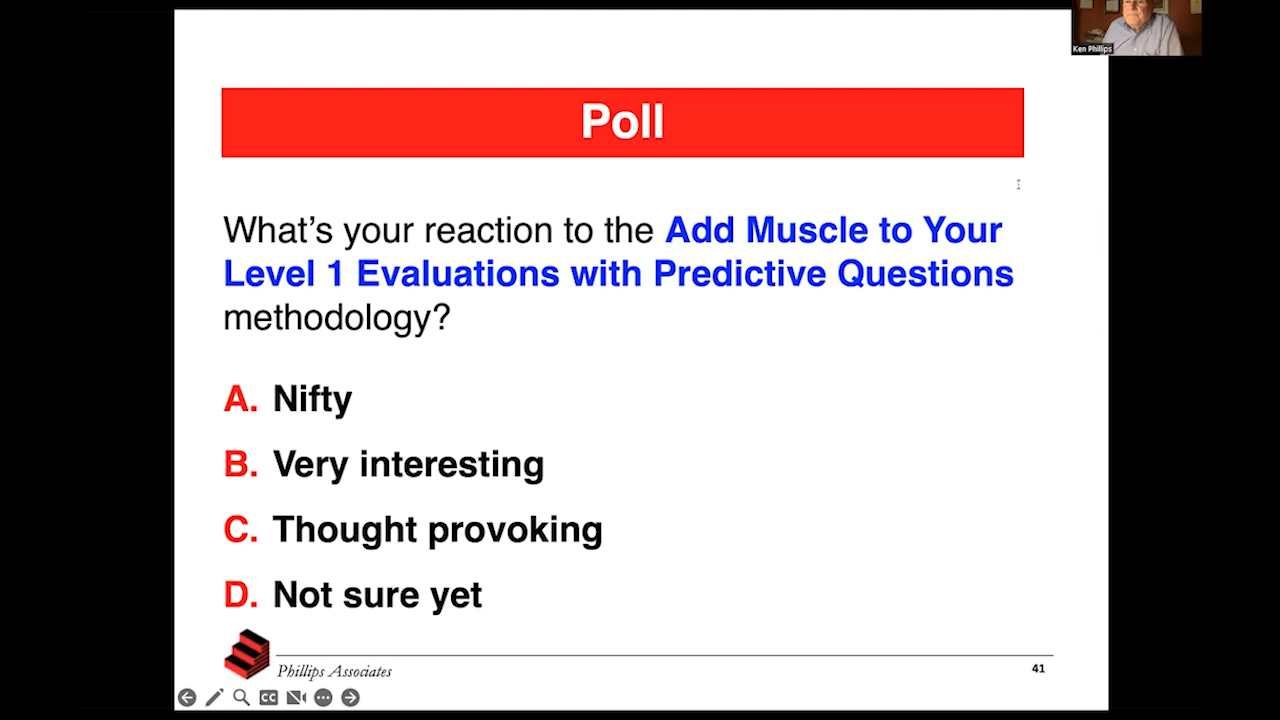 Ken Phillips
Poll
What’s your reaction to the Add Muscle to Your
Level 1 Evaluations with Predictive Questions
methodology?
A. Nifty
B. Very interesting
C. Thought provoking
D. Not sure yet
Phillips Associates
41
CC